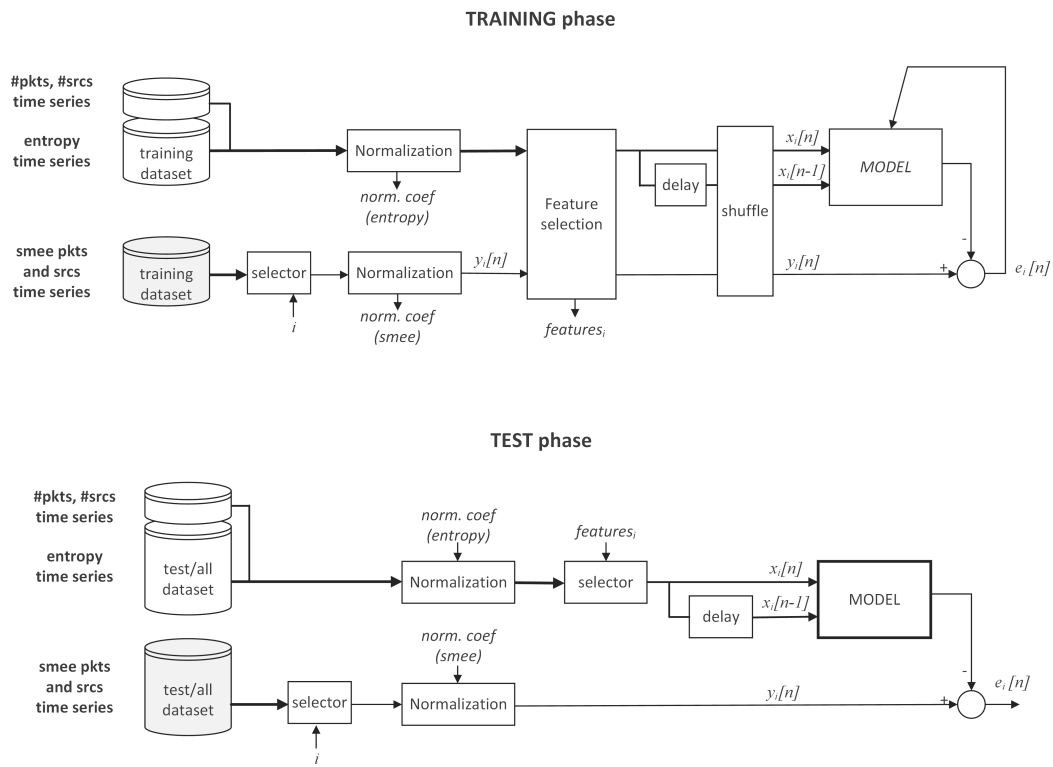 TRAINING phase
#pkts, #srcs
time series
entropy
time series
training
dataset
Normalization
norm. coef
(entropy)
smee pkts
and srcs
time series
training
dataset
selector
i
Normalization
norm. coef
(smee)
yi[n]
Feature
selection
featuresi
delay
shuffle
xi[n]
xi[n-1]
yi[n]
MODEL
-
+
ei [n]
TEST phase
#pkts, #srcs
time series
entropy
time series
test/all
dataset
norm. coef
(entropy)
Normalization
featuresi
selector
delay
xi[n]
xi[n-1]
MODEL
smee pkts
and srcs
time series
test/all
dataset
selector
i
norm. coef
(smee)
Normalization
yi[n]
-
+
ei [n]